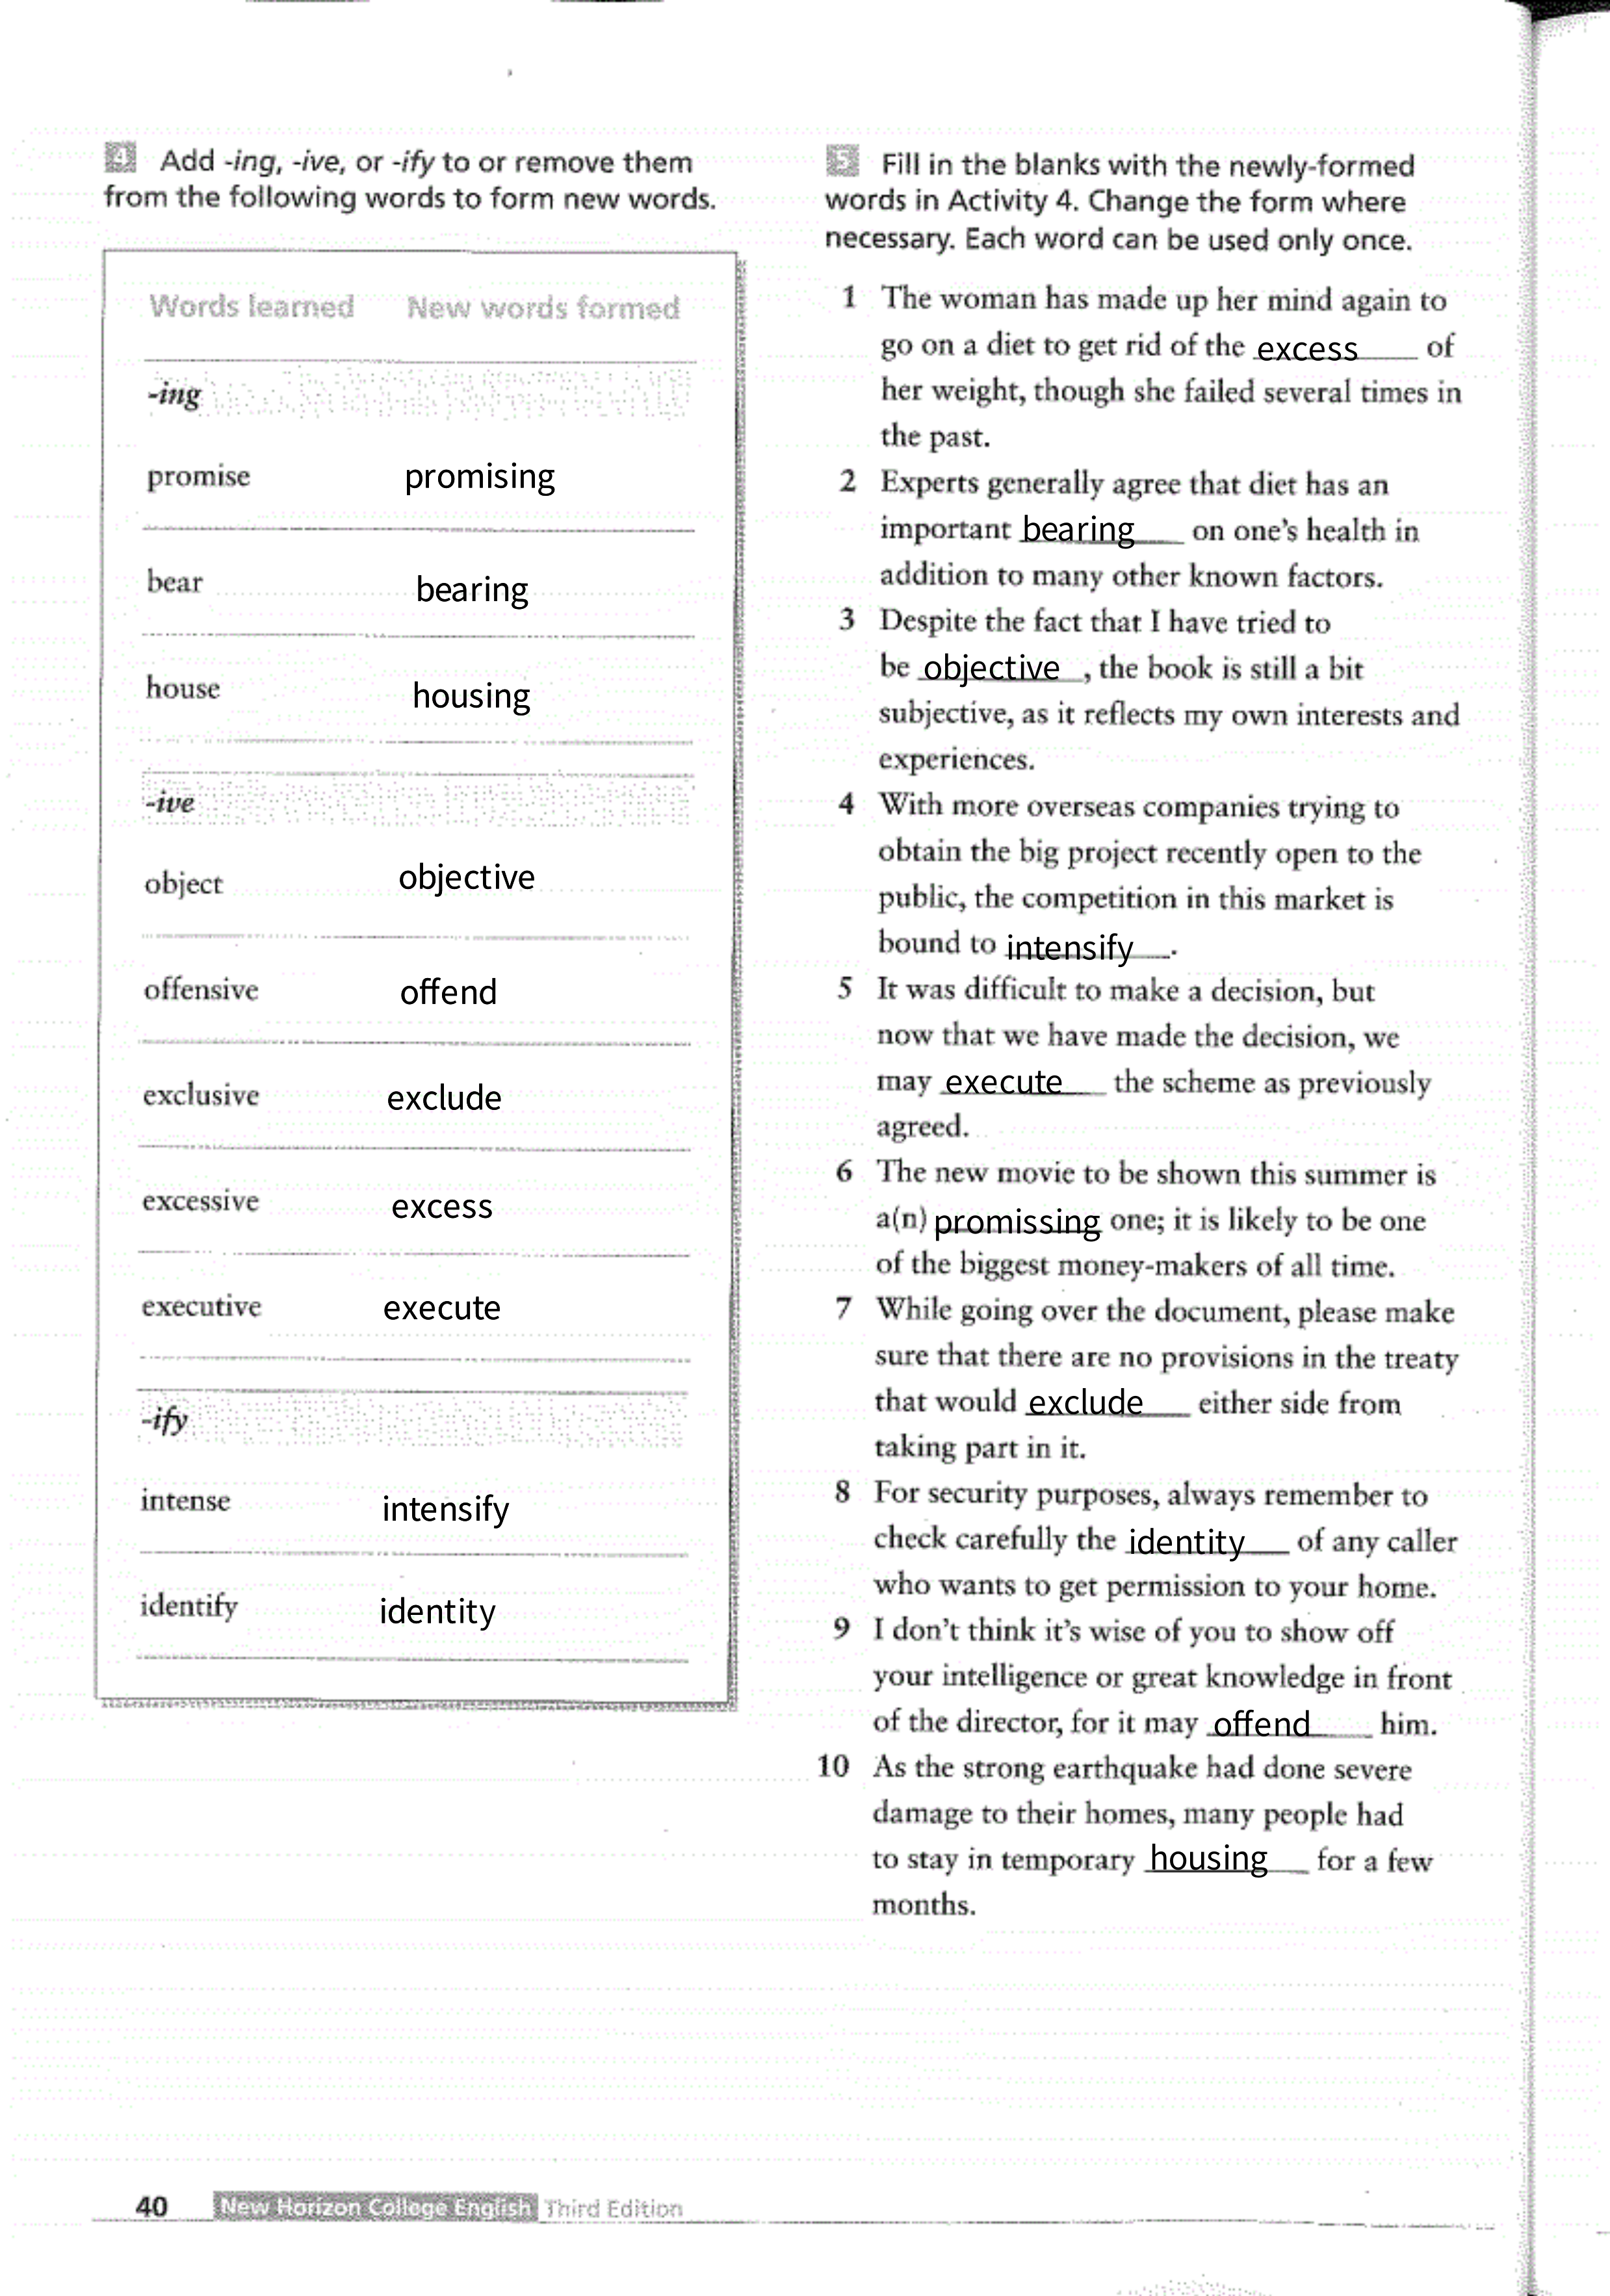 4 Add -ing, -ive, or -ify to or remove them
from the following words to form new words.
Words learned New words formed
-ing
promise promising
bear bearing
house housing
-ive
object objective
offensive offend
exclusive exclude
excessive excess
executive execute
-ify
intense intensify
identify identity
5 Fill in the blanks with the newly-formed
words in Activity 4. Change the form where
necessary. Each word can be used only once.
1 The woman has made up her mind again to
go on a diet to get rid of the excess of
her weight, though she failed several times in
the past.
2 Experts generally agree that diet has an
important bearing on one's health in
addition to many other known factors.
3 Despite the fact that I have tried to
be objective, the book is still a bit
subjective, as it reflects my own interests and
experiences.
4 With more overseas companies trying to
obtain the big project recently open to the
public, the competition in this market is
bound to intensify.
5 It was difficult to make a decision, but
now that we have made the decision, we
may execute the scheme as previously
agreed.
6 The new movie to be shown this summer is
a(n) promissing one; it is likely to be one
of the biggest money-makers of all time.
7 While going over the document, please make
sure that there are no provisions in the treaty
that would exclude either side from
taking part in it.
8 For security purposes, always remember to
check carefully the identity of any caller
who wants to get permission to your home.
9 I don't think it's wise of you to show off
your intelligence or great knowledge in front
of the director, for it may offend him.
10 As the strong earthquake had done severe
damage to their homes, many people had
to stay in temporary housing for a few
months.
40 New Horizon College English Third Edition